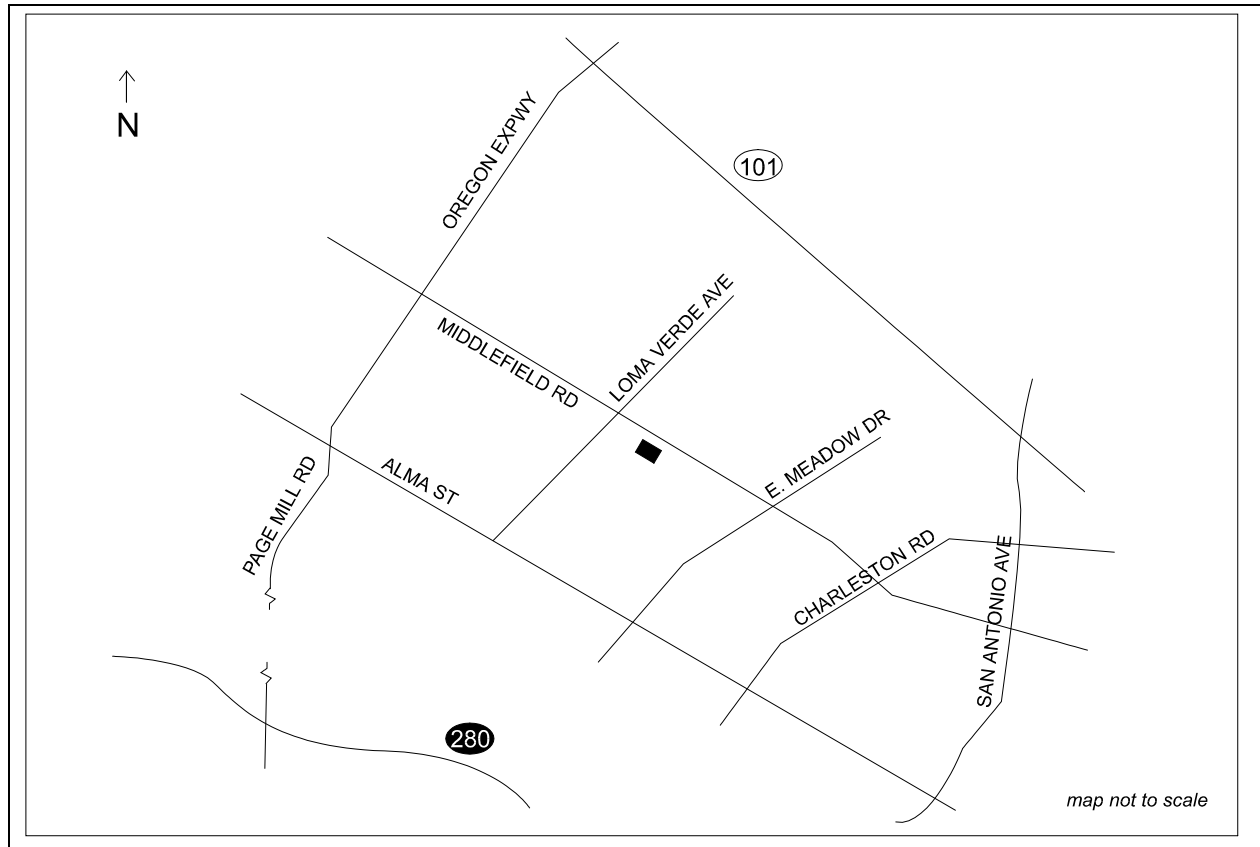 N
OREGON EXPWY
101
LOMA VERDE AVE
MIDDLEFIELD RD
E. MEADOW DR
ALMA ST
PAGE MILL RD
CHARLESTON RD
SAN ANTONIO AVE
280
map not to scale